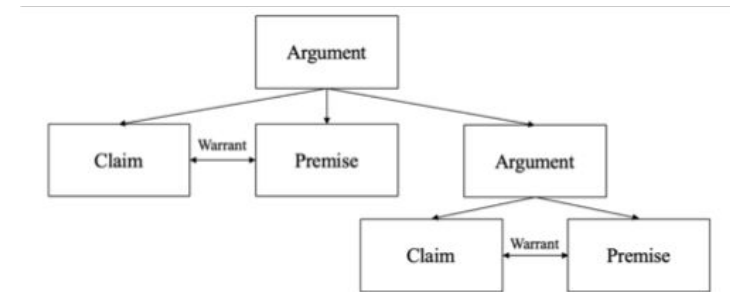 Argument
Claim
Warrant
Premise
Argument
Claim
Warrant
Premise